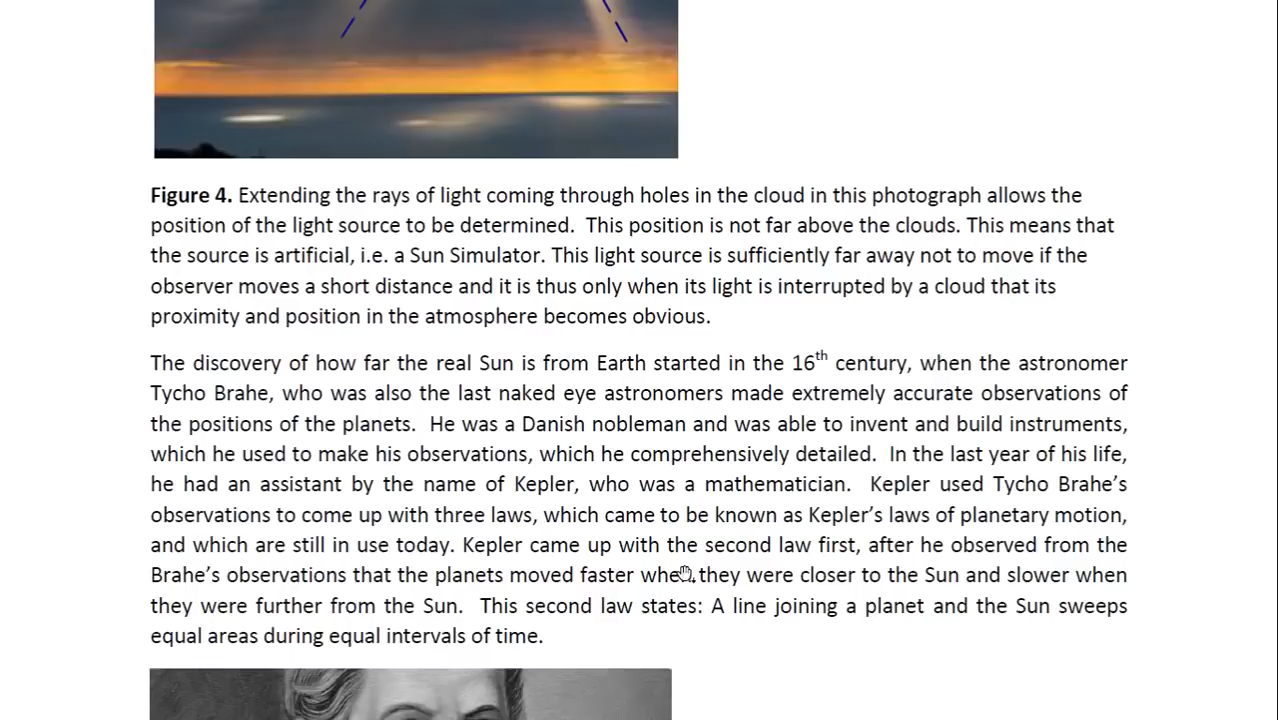 Figure 4. Extending the rays of light coming through holes in the cloud in this photograph allows the
position of the light source to be determined.  This position is not far above the clouds. This means that
the source is artificial, i.e. a Sun Simulator. This light source is sufficiently far away not to move if the
observer moves a short distance and it is thus only when its light is interrupted by a cloud that its
proximity and position in the atmosphere becomes obvious.
The discovery of how far the real Sun is from Earth started in the 16th century, when the astronomer
Tycho Brahe, who was also the last naked eye astronomers made extremely accurate observations of
the positions of the planets.  He was a Danish nobleman and was able to invent and build instruments,
which he used to make his observations, which he comprehensively detailed.  In the last year of his life,
he had an assistant by the name of Kepler, who was a mathematician.  Kepler used Tycho Brahe’s
observations to come up with three laws, which came to be known as Kepler’s laws of planetary motion,
and which are still in use today. Kepler came up with the second law first, after he observed from the
Brahe’s observations that the planets moved faster when they were closer to the Sun and slower when
they were further from the Sun.  This second law states: A line joining a planet and the Sun sweeps
equal areas during equal intervals of time.